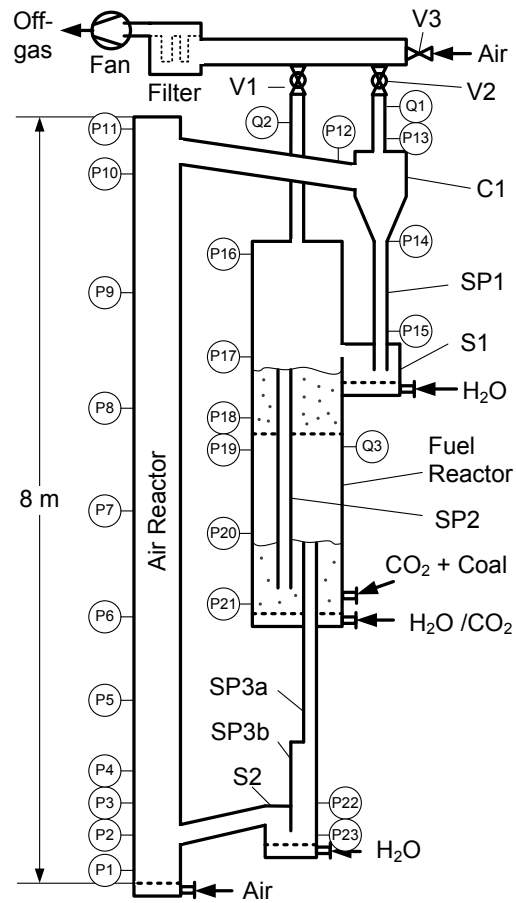 Off-
gas
Fan
Filter
V3
Air
V1
V2
Q2
Q1
P11
P12
P13
P10
C1
P16
P14
SP1
P9
P15
S1
P17
H₂O
P8
P18
P19
Q3
Fuel
Reactor
8 m
Air Reactor
P7
SP2
P20
CO₂ + Coal
P21
P6
H₂O /CO₂
SP3a
P5
SP3b
P4
S2
P3
P22
P2
P23
H₂O
P1
Air